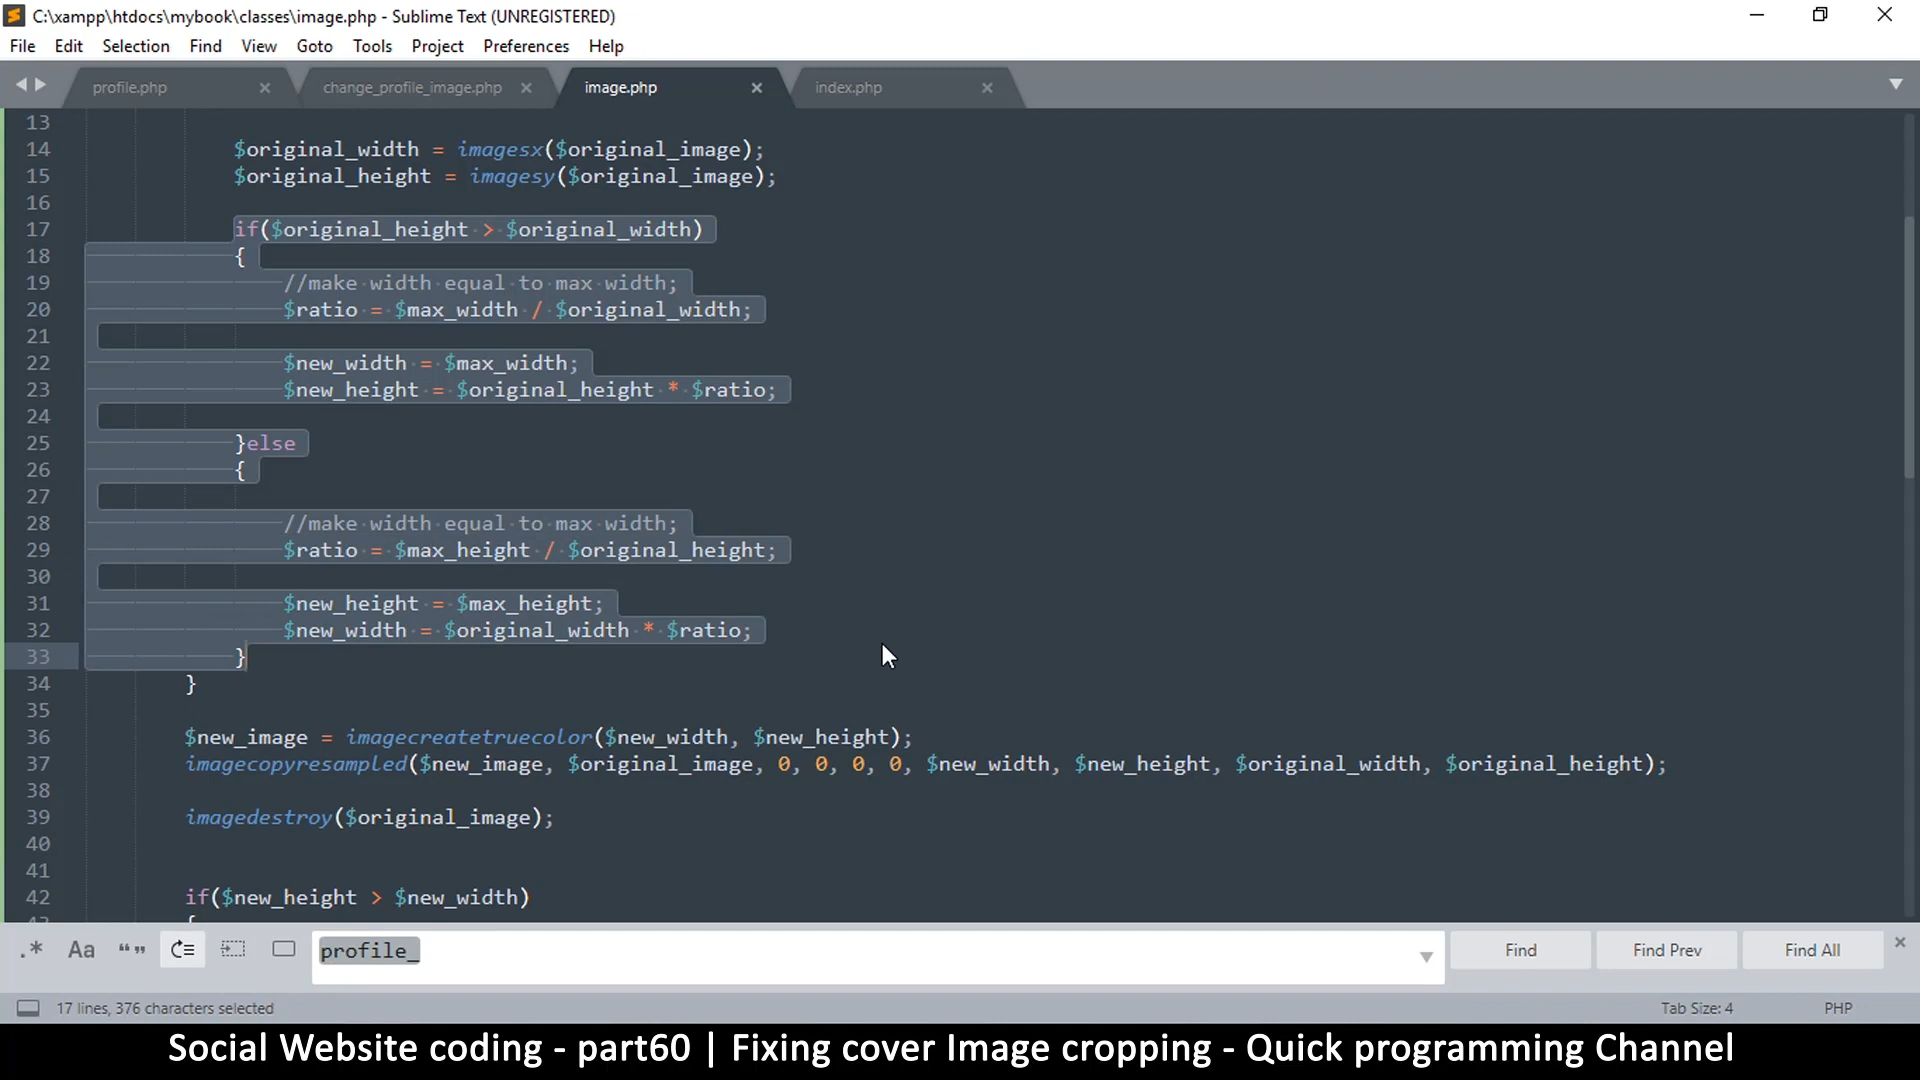 C:\xampp\htdocs\mybook\classes\image.php - Sublime Text (UNREGISTERED)
File Edit Selection Find View Goto Tools Project Preferences Help
profile.php change_profile_image.php image.php index.php
13
14 $original_width = imagesx($original_image);
15 $original_height = imagesy($original_image);
16
17 if($original_height > $original_width)
18 {
19 //make width equal to max width;
20 $ratio = $max_width / $original_width;
21
22 $new_width = $max_width;
23 $new_height = $original_height * $ratio;
24
25 }else
26 {
27
28 //make width equal to max width;
29 $ratio = $max_height / $original_height;
30
31 $new_height = $max_height;
32 $new_width = $original_width * $ratio;
33 }
34 }
35
36 $new_image = imagecreatetruecolor($new_width, $new_height);
37 imagecopyresampled($new_image, $original_image, 0, 0, 0, 0, $new_width, $new_height, $original_width, $original_height);
38
39 imagedestroy($original_image);
40
41
42 if($new_height > $new_width)
.* Aa “” profile_ Find Find Prev Find All
17 lines, 376 characters selected Tab Size: 4 PHP
Social Website coding - part60 | Fixing cover Image cropping - Quick programming Channel